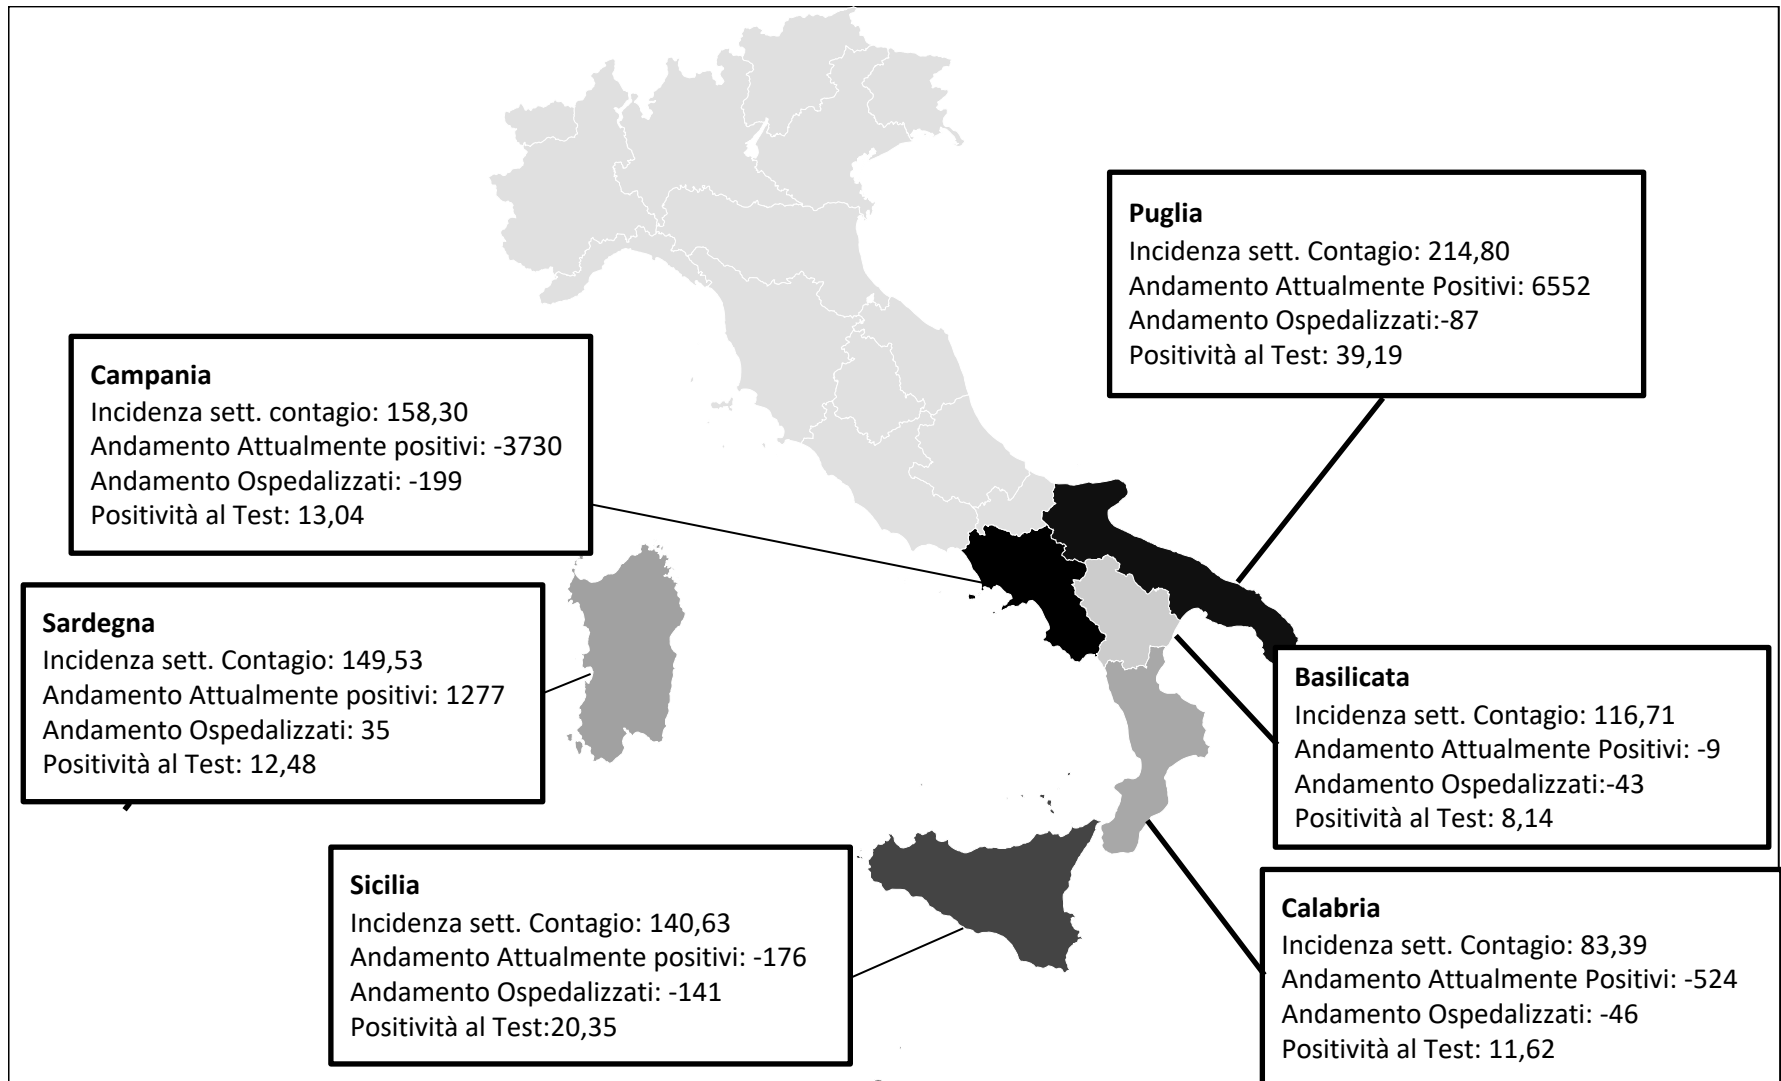 Puglia
Incidenza sett. Contagio: 214,80
Andamento Attualmente Positivi: 6552
Andamento Ospedalizzati:-87
Positività al Test: 39,19
Campania
Incidenza sett. contagio: 158,30
Andamento Attualmente positivi: -3730
Andamento Ospedalizzati: -199
Positività al Test: 13,04
Sardegna
Incidenza sett. Contagio: 149,53
Andamento Attualmente positivi: 1277
Andamento Ospedalizzati: 35
Positività al Test: 12,48
Basilicata
Incidenza sett. Contagio: 116,71
Andamento Attualmente Positivi: -9
Andamento Ospedalizzati:-43
Positività al Test: 8,14
Sicilia
Incidenza sett. Contagio: 140,63
Andamento Attualmente positivi: -176
Andamento Ospedalizzati: -141
Positività al Test:20,35
Calabria
Incidenza sett. Contagio: 83,39
Andamento Attualmente Positivi: -524
Andamento Ospedalizzati: -46
Positività al Test: 11,62